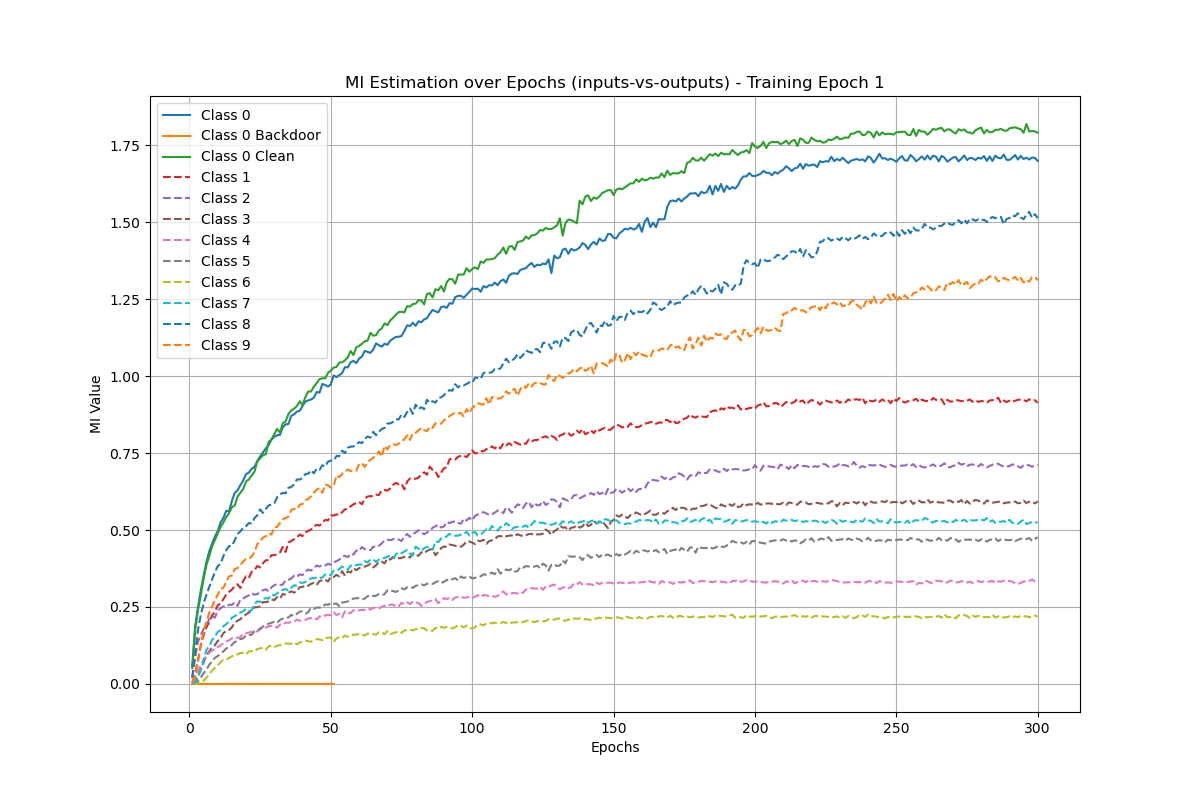 MI Estimation over Epochs (inputs-vs-outputs) - Training Epoch 1
Class 0
Class 0 Backdoor
Class 0 Clean
Class 1
Class 2
Class 3
Class 4
Class 5
Class 6
Class 7
Class 8
Class 9
MI Value
1.75
1.50
1.25
1.00
0.75
0.50
0.25
0.00
0 50 100 150 200 250 300
Epochs